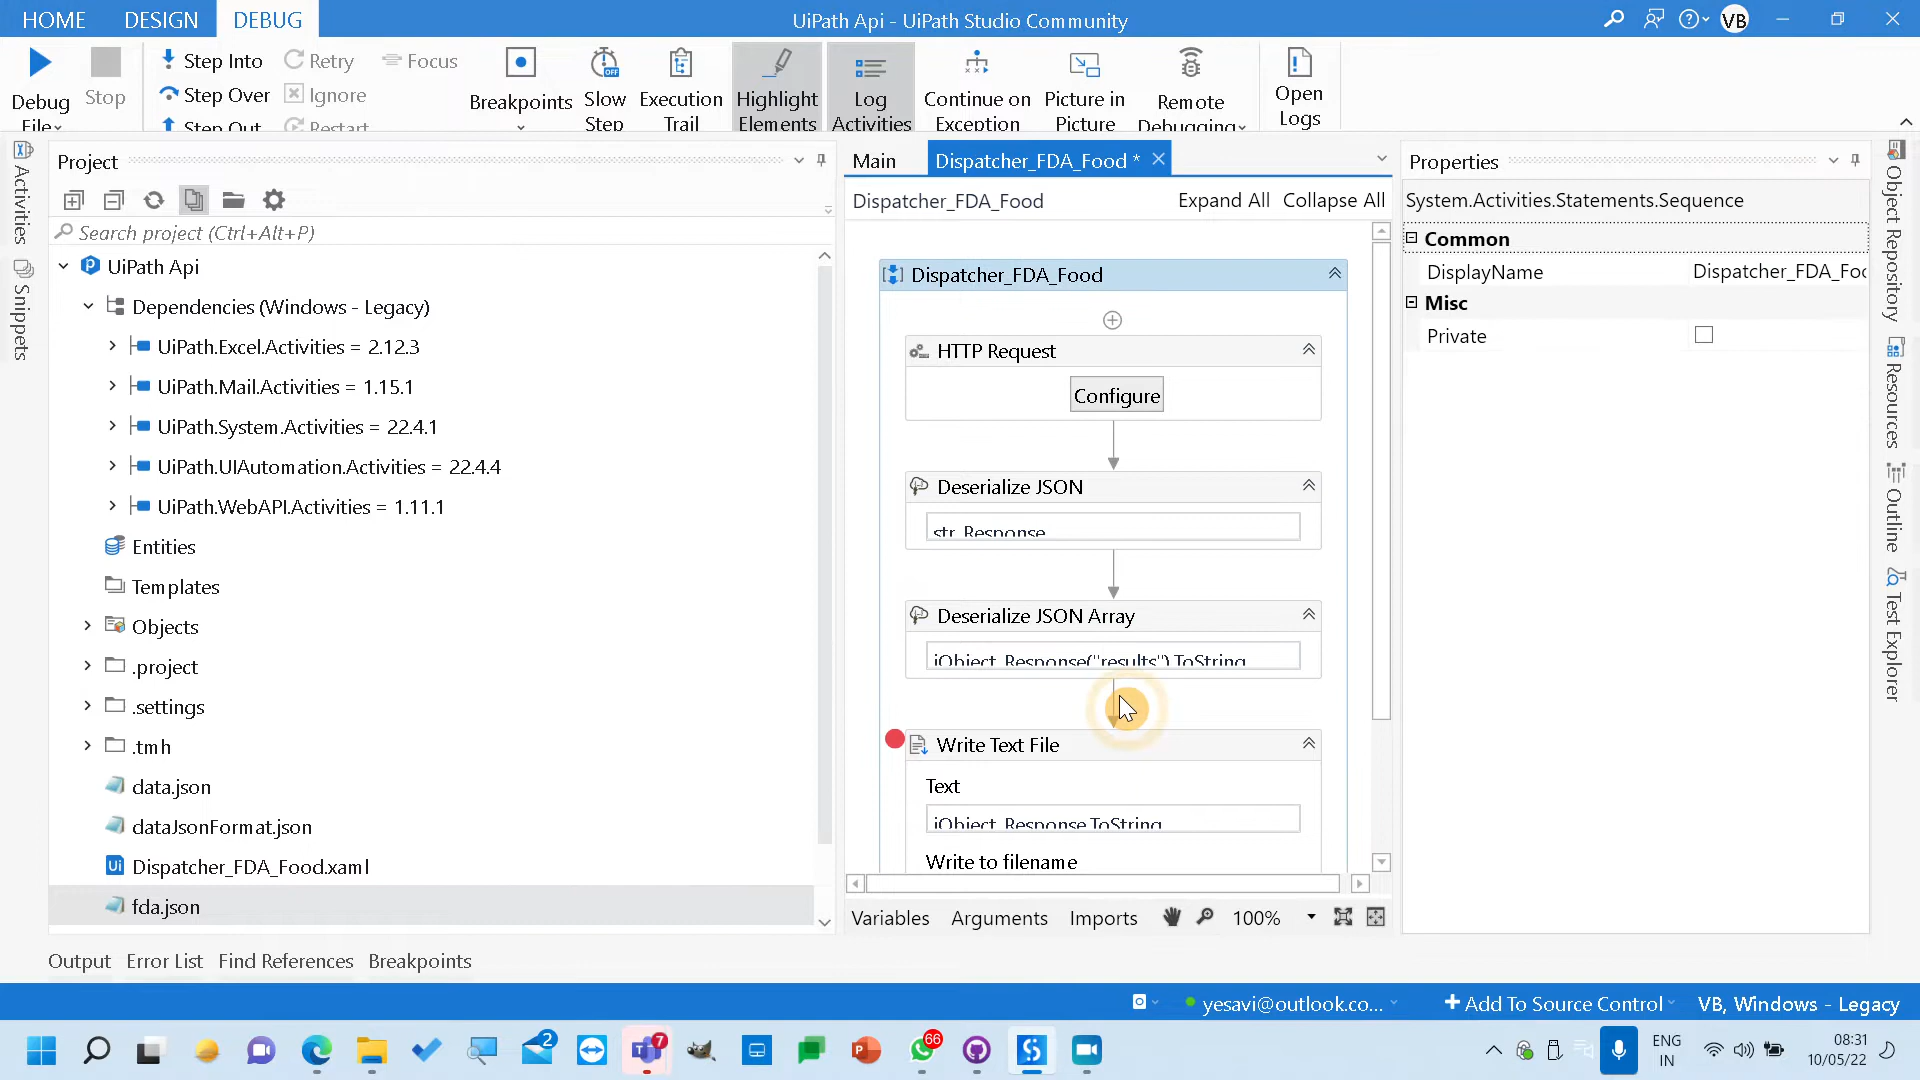 HOME DESIGN DEBUG UiPath Api - UiPath Studio Community VB
Debug File Stop Step Into Step Over Step Out Retry Ignore Restart Focus Breakpoints Slow Step Execution Trail Highlight Elements Log Activities Continue on Exception Picture in Picture Remote Debugging Open Logs
Activities
Snippets
Project
Search project (Ctrl+Alt+P)
UiPath Api
Dependencies (Windows - Legacy)
UiPath.Excel.Activities = 2.12.3
UiPath.Mail.Activities = 1.15.1
UiPath.System.Activities = 22.4.1
UiPath.UIAutomation.Activities = 22.4.4
UiPath.WebAPI.Activities = 1.11.1
Entities
Templates
Objects
.project
.settings
.tmh
data.json
dataJsonFormat.json
Dispatcher_FDA_Food.xaml
fda.json
Main Dispatcher_FDA_Food *
Dispatcher_FDA_Food Expand All Collapse All
Dispatcher_FDA_Food
HTTP Request
Configure
Deserialize JSON
str_Response
Deserialize JSON Array
jObject_Response("results").ToString
Write Text File
Text
jObject_Response.ToString
Write to filename
Variables Arguments Imports 100%
Properties
System.Activities.Statements.Sequence
Common
DisplayName Dispatcher_FDA_Foo
Misc
Private
Object Repository
Resources
Outline
Test Explorer
Output Error List Find References Breakpoints
yesavi@outlook.co... Add To Source Control VB, Windows - Legacy
2 7 66 ENG IN 08:31 10/05/22